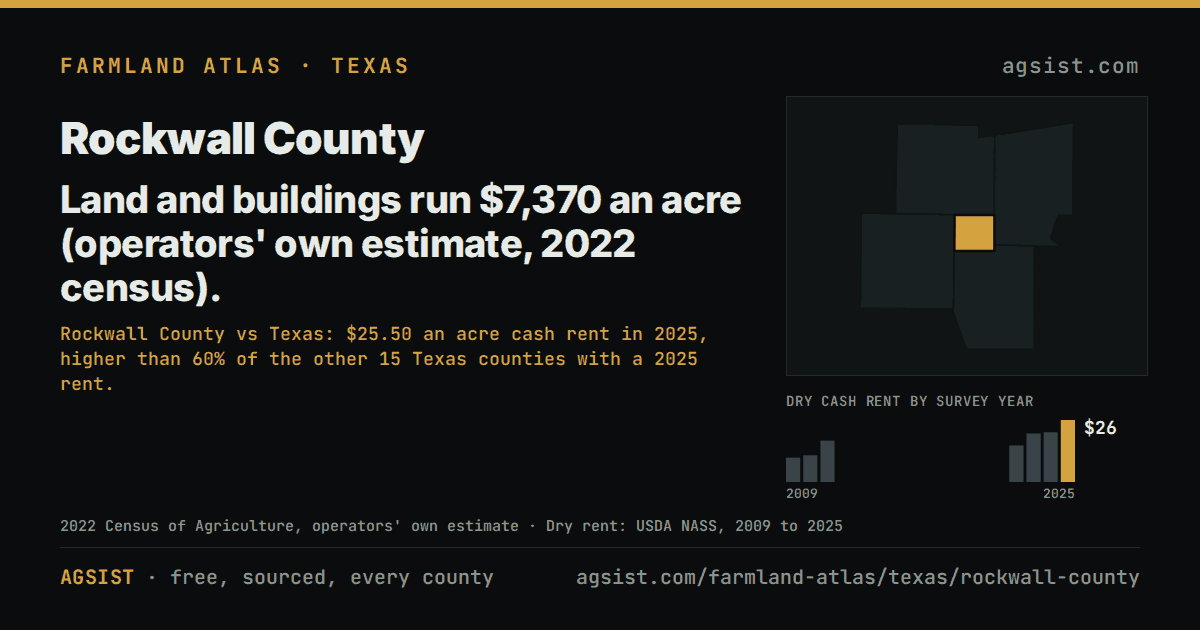 FARMLAND ATLAS · TEXAS
agsist.com
Rockwall County
Land and buildings run $7,370 an acre
(operators' own estimate, 2022
census).
Rockwall County vs Texas: $25.50 an acre cash rent in 2025,
higher than 60% of the other 15 Texas counties with a 2025
rent.
DRY CASH RENT BY SURVEY YEAR
$26
2009
2025
2022 Census of Agriculture, operators' own estimate · Dry rent: USDA NASS, 2009 to 2025
AGSIST · free, sourced, every county
agsist.com/farmland-atlas/texas/rockwall-county